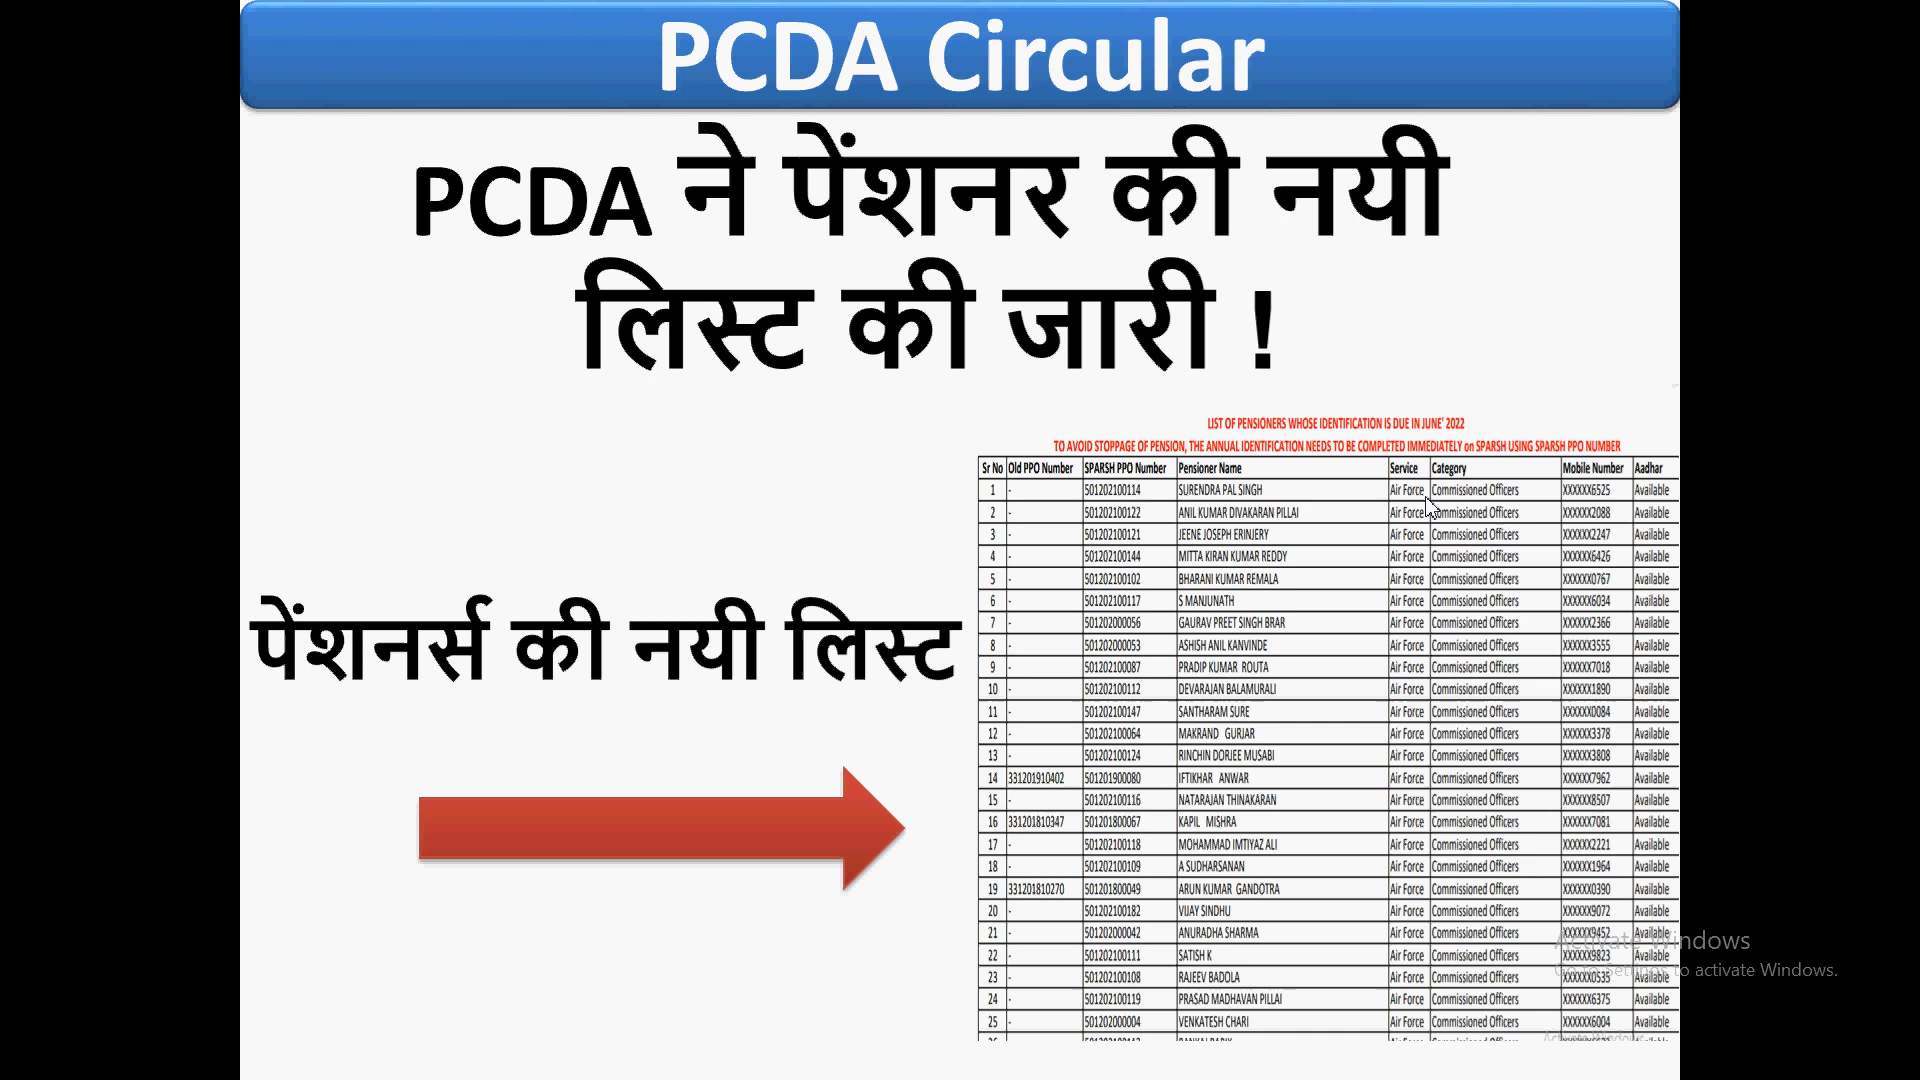 PCDA Circular
PCDA ने पेंशनर की नयी
लिस्ट की जारी !
पेंशनर्स की नयी लिस्ट
LIST OF PENSIONERS WHOSE IDENTIFICATION IS DUE IN JUNE' 2022
TO AVOID STOPPAGE OF PENSION, THE ANNUAL IDENTIFICATION NEEDS TO BE COMPLETED IMMEDIATELY on SPARSH USING SPARSH PPO NUMBER
Sr No Old PPO Number SPARSH PPO Number Pensioner Name Service Category Mobile Number Aadhar
1 - 501202100114 SURENDRA PAL SINGH Air Force Commissioned Officers XXXXXX6525 Available
2 - 501202100122 ANIL KUMAR DIVAKARAN PILLAI Air Force Commissioned Officers XXXXXX2088 Available
3 - 501202100121 JEENE JOSEPH ERINJERY Air Force Commissioned Officers XXXXXX2247 Available
4 - 501202100144 MITTA KIRAN KUMAR REDDY Air Force Commissioned Officers XXXXXX6426 Available
5 - 501202100102 BHARANI KUMAR REMALA Air Force Commissioned Officers XXXXXX0767 Available
6 - 501202100117 S MANJUNATH Air Force Commissioned Officers XXXXXX6034 Available
7 - 501202000056 GAURAV PREET SINGH BRAR Air Force Commissioned Officers XXXXXX2366 Available
8 - 501202000053 ASHISH ANIL KANVINDE Air Force Commissioned Officers XXXXXX3555 Available
9 - 501202100087 PRADIP KUMAR ROUTA Air Force Commissioned Officers XXXXXX7018 Available
10 - 501202100112 DEVARAJAN BALAMURALI Air Force Commissioned Officers XXXXXX1890 Available
11 - 501202100147 SANTHARAM SURE Air Force Commissioned Officers XXXXXX0084 Available
12 - 501202100064 MAKRAND GURJAR Air Force Commissioned Officers XXXXXX3378 Available
13 - 501202100124 RINCHIN DORJEE MUSABI Air Force Commissioned Officers XXXXXX3808 Available
14 331201910402 501201900080 IFTIKHAR ANWAR Air Force Commissioned Officers XXXXXX7962 Available
15 - 501202100116 NATARAJAN THINAKARAN Air Force Commissioned Officers XXXXXX8507 Available
16 331201810347 501201800067 KAPIL MISHRA Air Force Commissioned Officers XXXXXX7081 Available
17 - 501202100118 MOHAMMAD IMTIYAZ ALI Air Force Commissioned Officers XXXXXX2221 Available
18 - 501202100109 A SUDHARSANAN Air Force Commissioned Officers XXXXXX1964 Available
19 331201810270 501201800049 ARUN KUMAR GANDOTRA Air Force Commissioned Officers XXXXXX0390 Available
20 - 501202100182 VIJAY SINDHU Air Force Commissioned Officers XXXXXX9072 Available
21 - 501202000042 ANURADHA SHARMA Air Force Commissioned Officers XXXXXX9452 Available
22 - 501202100111 SATISH K Air Force Commissioned Officers XXXXXX9823 Available
23 - 501202100108 RAJEEV BADOLA Air Force Commissioned Officers XXXXXX0535 Available
24 - 501202100119 PRASAD MADHAVAN PILLAI Air Force Commissioned Officers XXXXXX6375 Available
25 - 501202000004 VENKATESH CHARI Air Force Commissioned Officers XXXXXX6004 Available
Activate Windows
Go to Settings to activate Windows.